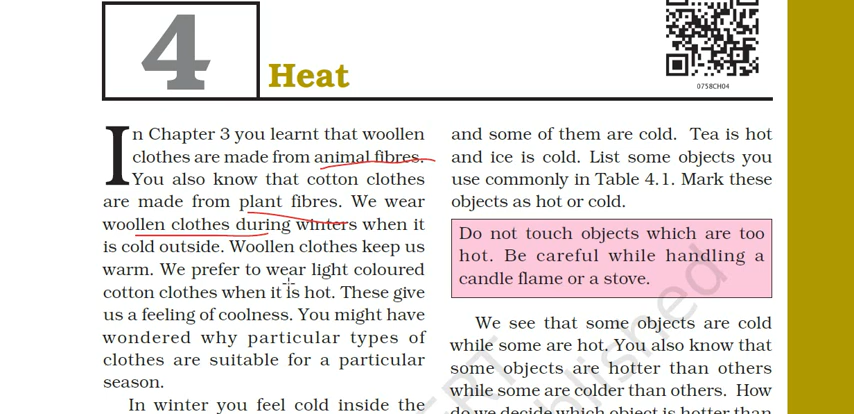 4
Heat
0758CH04
In Chapter 3 you learnt that woollen
clothes are made from animal fibres.
You also know that cotton clothes
are made from plant fibres. We wear
woollen clothes during winters when it
is cold outside. Woollen clothes keep us
warm. We prefer to wear light coloured
cotton clothes when it is hot. These give
us a feeling of coolness. You might have
wondered why particular types of
clothes are suitable for a particular
season.
In winter you feel cold inside the
and some of them are cold. Tea is hot
and ice is cold. List some objects you
use commonly in Table 4.1. Mark these
objects as hot or cold.
Do not touch objects which are too
hot. Be careful while handling a
candle flame or a stove.
We see that some objects are cold
while some are hot. You also know that
some objects are hotter than others
while some are colder than others. How
do we decide which object is hotter than